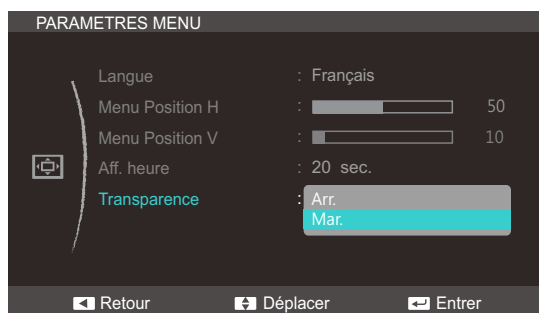 PARAMETRES MENU
Langue : Français
Menu Position H : 50
Menu Position V : 10
Aff. heure : 20 sec.
Transparence : Arr.
Mar.
Retour Déplacer Entrer